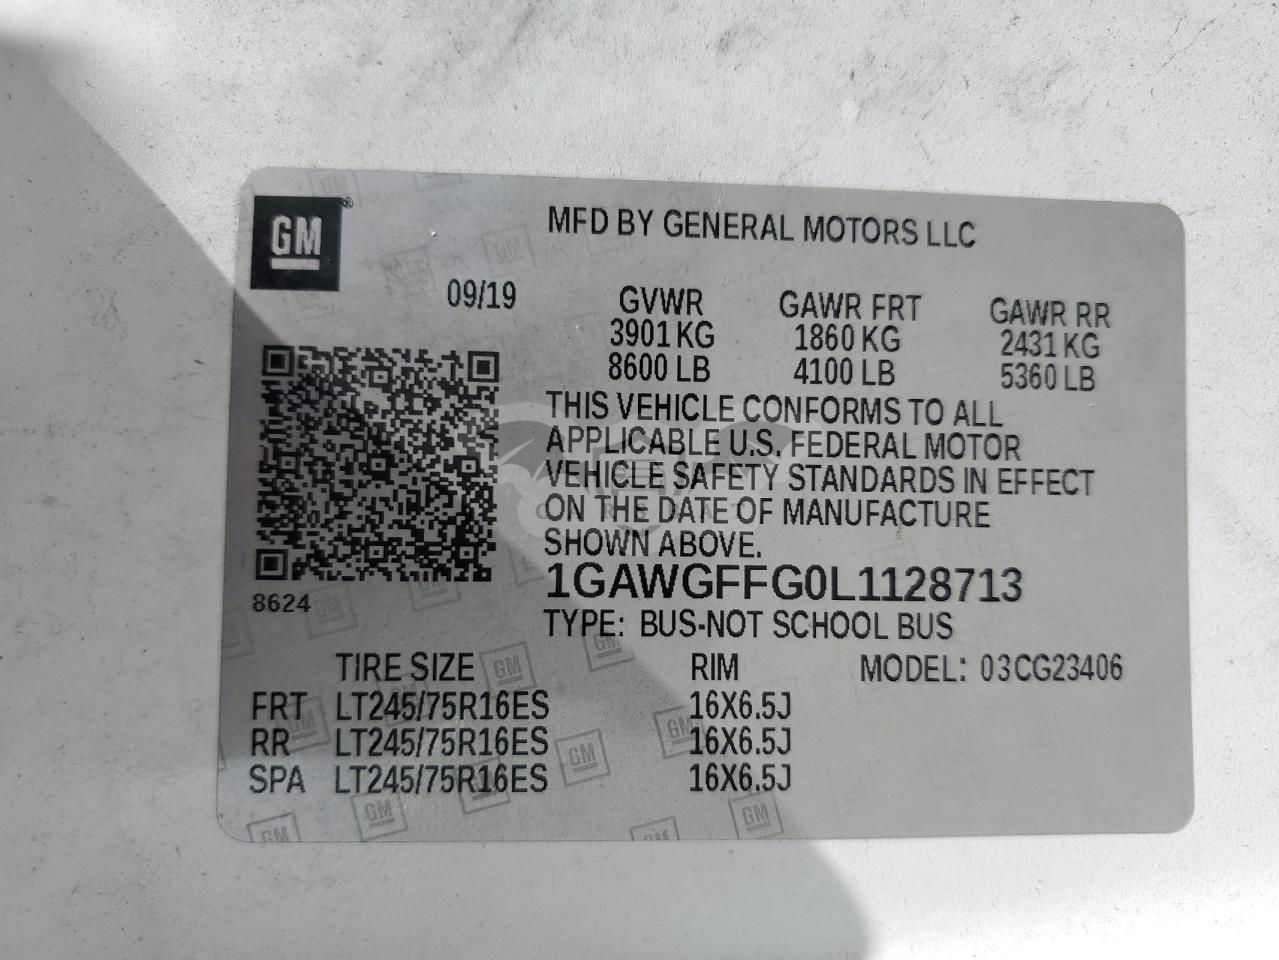 GM
MFD BY GENERAL MOTORS LLC
09/19 GVWR GAWR FRT GAWR RR
3901 KG 1860 KG 2431 KG
8600 LB 4100 LB 5360 LB
THIS VEHICLE CONFORMS TO ALL
APPLICABLE U.S. FEDERAL MOTOR
VEHICLE SAFETY STANDARDS IN EFFECT
ON THE DATE OF MANUFACTURE
SHOWN ABOVE.
1GAWGFFG0L1128713
8624
TYPE: BUS-NOT SCHOOL BUS
TIRE SIZE RIM MODEL: 03CG23406
FRT LT245/75R16ES 16X6.5J
RR LT245/75R16ES 16X6.5J
SPA LT245/75R16ES 16X6.5J